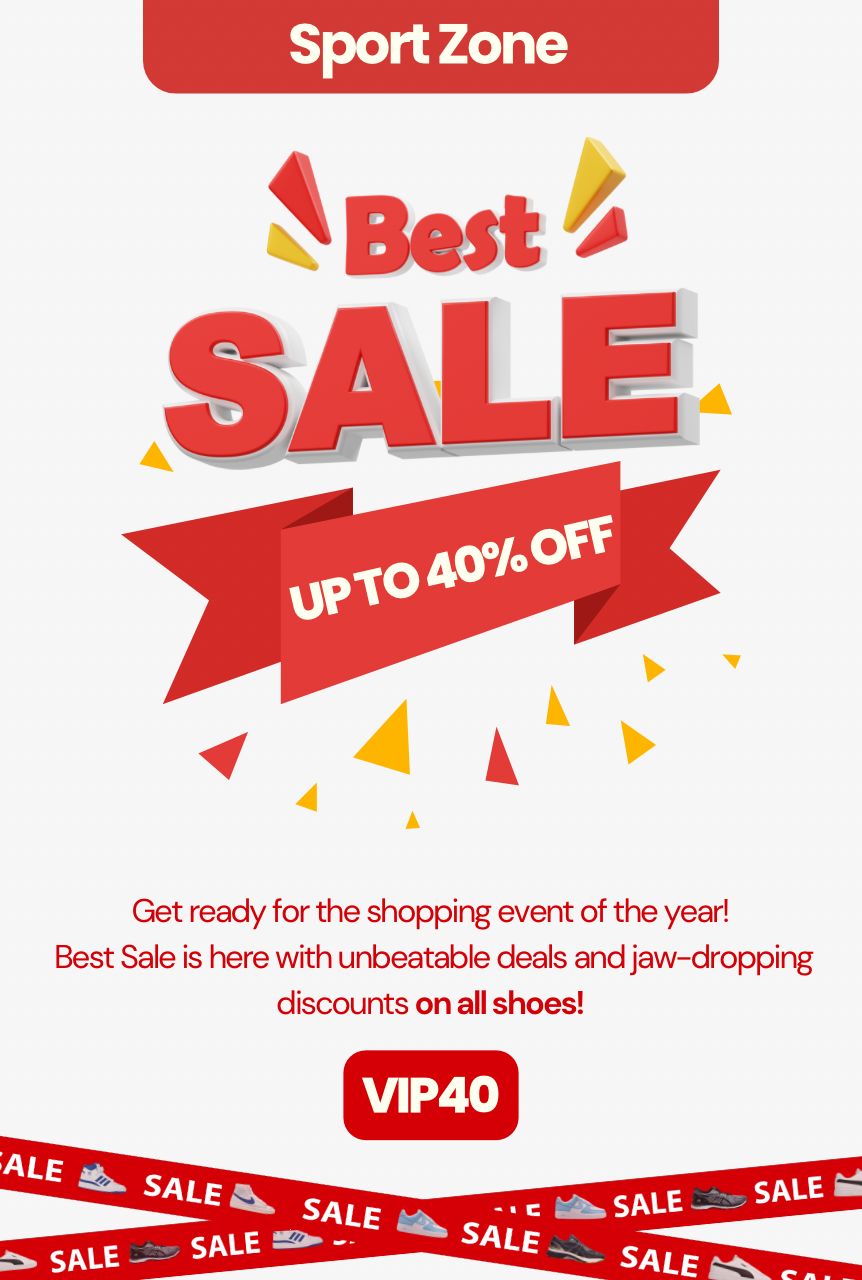 Sport Zone
Best
SALE
UP TO 40% OFF
Get ready for the shopping event of the year!
Best Sale is here with unbeatable deals and jaw-dropping
discounts on all shoes!
VIP40
SALE SALE SALE SALE SALE SALE
SALE SALE SALE SALE